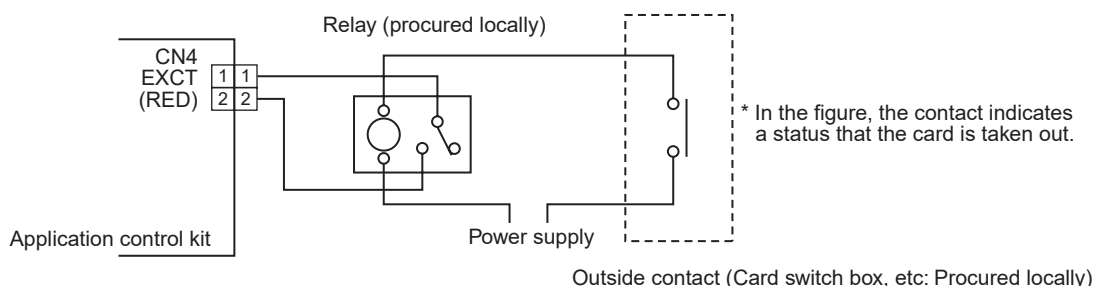 Relay (procured locally)
CN4
EXCT
(RED)
1 1
2 2
* In the figure, the contact indicates
a status that the card is taken out.
Application control kit
Power supply
Outside contact (Card switch box, etc: Procured locally)